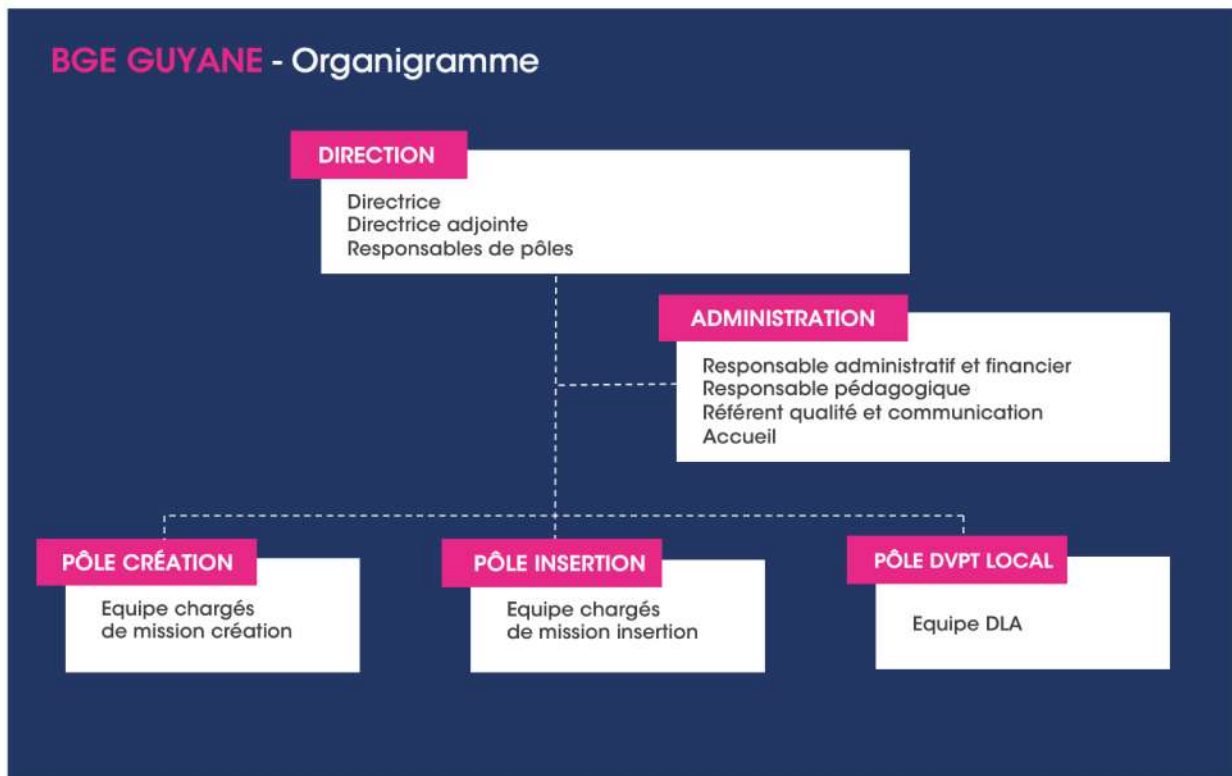 BGE GUYANE - Organigramme
DIRECTION
Directrice
Directrice adjointe
Responsables de pôles
ADMINISTRATION
Responsable administratif et financier
Responsable pédagogique
Référent qualité et communication
Accueil
PÔLE CRÉATION
Equipe chargés
de mission création
PÔLE INSERTION
Equipe chargés
de mission insertion
PÔLE DVPT LOCAL
Equipe DLA